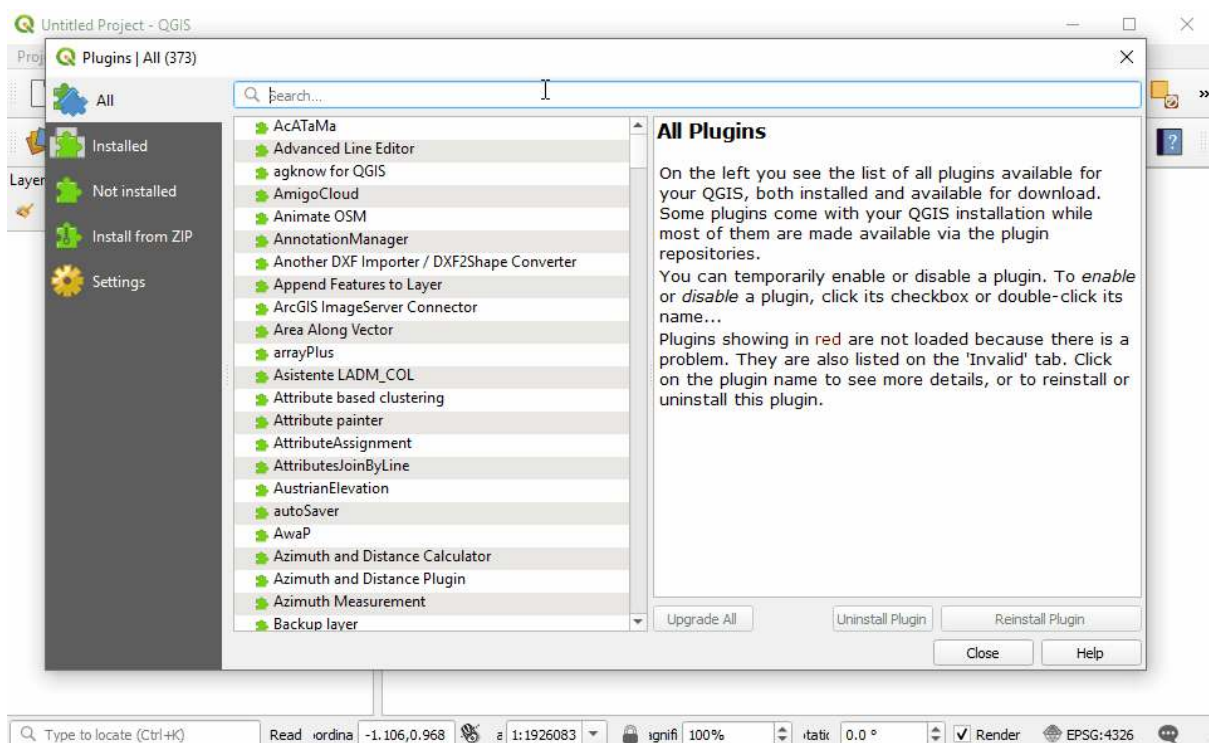 Untitled Project - QGIS
Proj
Plugins | All (373)
All
Search...
Installed
Not installed
Install from ZIP
Settings
Layer
AcATaMa
Advanced Line Editor
agknow for QGIS
AmigoCloud
Animate OSM
AnnotationManager
Another DXF Importer / DXF2Shape Converter
Append Features to Layer
ArcGIS ImageServer Connector
Area Along Vector
arrayPlus
Asistente LADM_COL
Attribute based clustering
Attribute painter
AttributeAssignment
AttributesJoinByLine
AustrianElevation
autoSaver
AwaP
Azimuth and Distance Calculator
Azimuth and Distance Plugin
Azimuth Measurement
Backup layer
All Plugins
On the left you see the list of all plugins available for
your QGIS, both installed and available for download.
Some plugins come with your QGIS installation while
most of them are made available via the plugin
repositories.
You can temporarily enable or disable a plugin. To enable
or disable a plugin, click its checkbox or double-click its
name...
Plugins showing in red are not loaded because there is a
problem. They are also listed on the 'Invalid' tab. Click
on the plugin name to see more details, or to reinstall or
uninstall this plugin.
Upgrade All Uninstall Plugin Reinstall Plugin
Close Help
Type to locate (Ctrl+K) Read ordina -1.106,0.968 1:1926083 agnifi 100% tatic 0.0 ° Render EPSG:4326